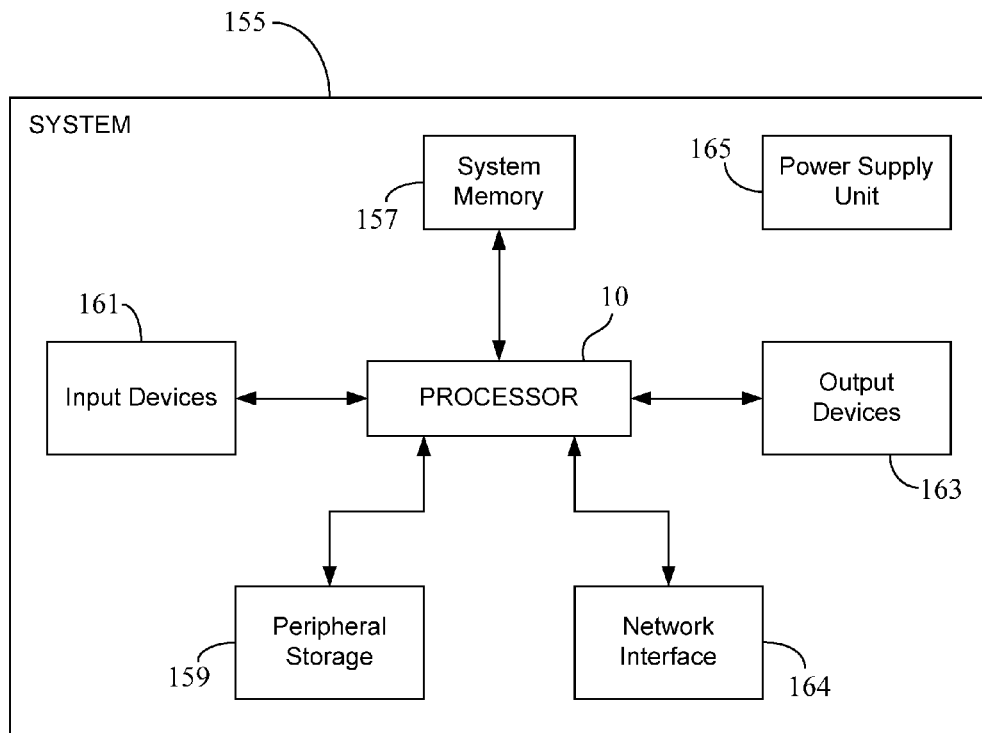 155
SYSTEM
System
Memory
157
165
Power Supply
Unit
161
10
Input Devices
PROCESSOR
Output
Devices
163
Peripheral
Storage
159
Network
Interface
164